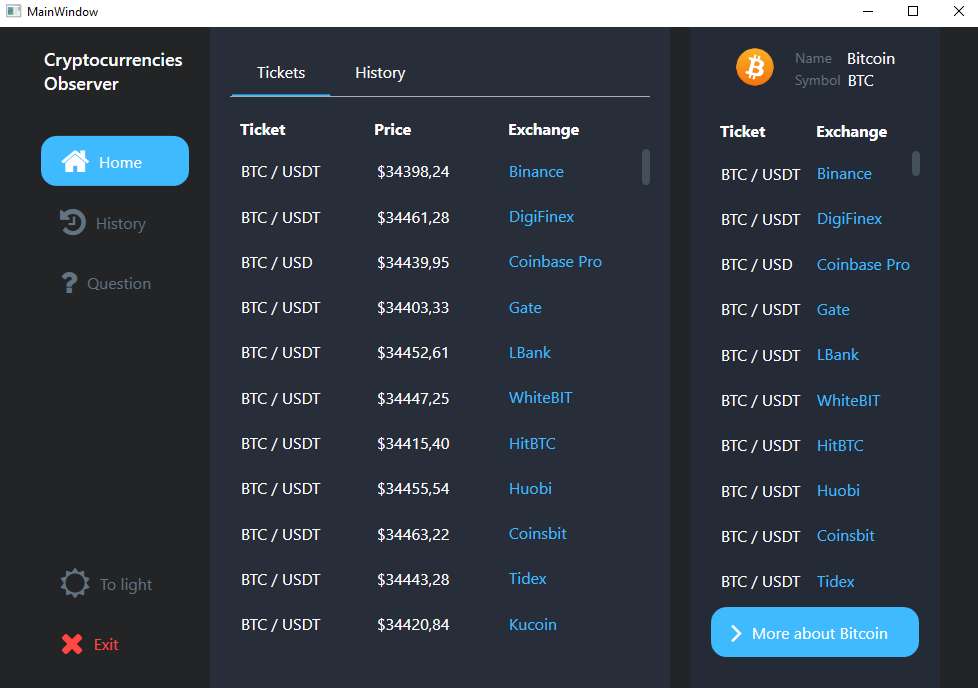 MainWindow
Cryptocurrencies
Observer
Home
History
Question
To light
Exit
Tickets History
Ticket Price Exchange
BTC / USDT $34398,24 Binance
BTC / USDT $34461,28 DigiFinex
BTC / USD $34439,95 Coinbase Pro
BTC / USDT $34403,33 Gate
BTC / USDT $34452,61 LBank
BTC / USDT $34447,25 WhiteBIT
BTC / USDT $34415,40 HitBTC
BTC / USDT $34455,54 Huobi
BTC / USDT $34463,22 Coinsbit
BTC / USDT $34443,28 Tidex
BTC / USDT $34420,84 Kucoin
Name Bitcoin
Symbol BTC
Ticket Exchange
BTC / USDT Binance
BTC / USDT DigiFinex
BTC / USD Coinbase Pro
BTC / USDT Gate
BTC / USDT LBank
BTC / USDT WhiteBIT
BTC / USDT HitBTC
BTC / USDT Huobi
BTC / USDT Coinsbit
BTC / USDT Tidex
More about Bitcoin